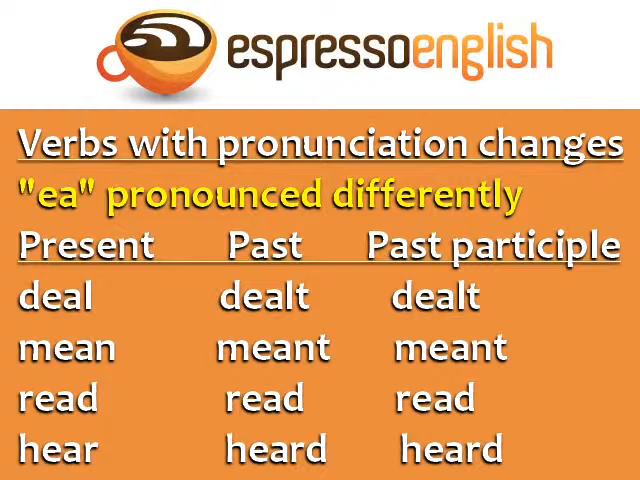 espressoenglish
Verbs with pronunciation changes
"ea" pronounced differently
Present Past Past participle
deal dealt dealt
mean meant meant
read read read
hear heard heard